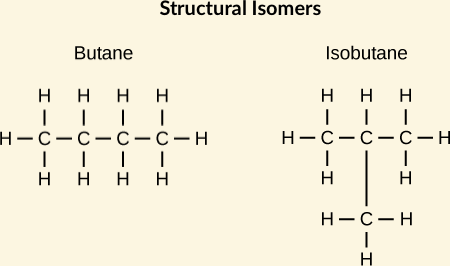 Structural Isomers
Butane
Isobutane
H H H H
H — C — C — C — C — H
H H H H
H H H
H — C — C — C — H
H H
H — C — H
H